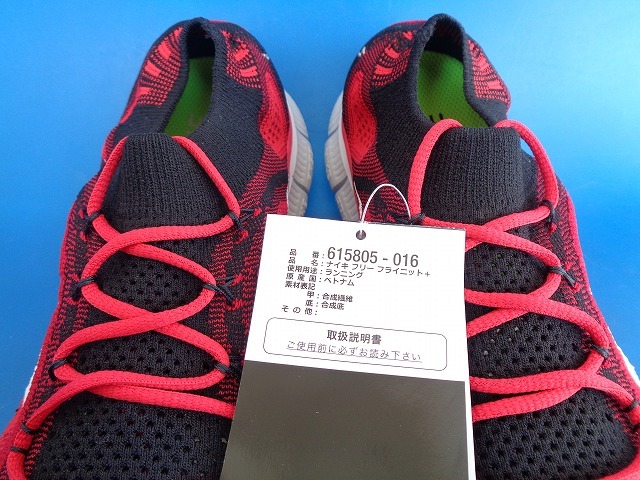 品 番：615805-016
品 名：ナイキ フリー フライニット＋
使用用途：ランニング
原 産 国：ベトナム
素材表記
甲：合成繊維
底：合成底
そ の 他：
取扱説明書
ご使用前に必ずお読み下さい